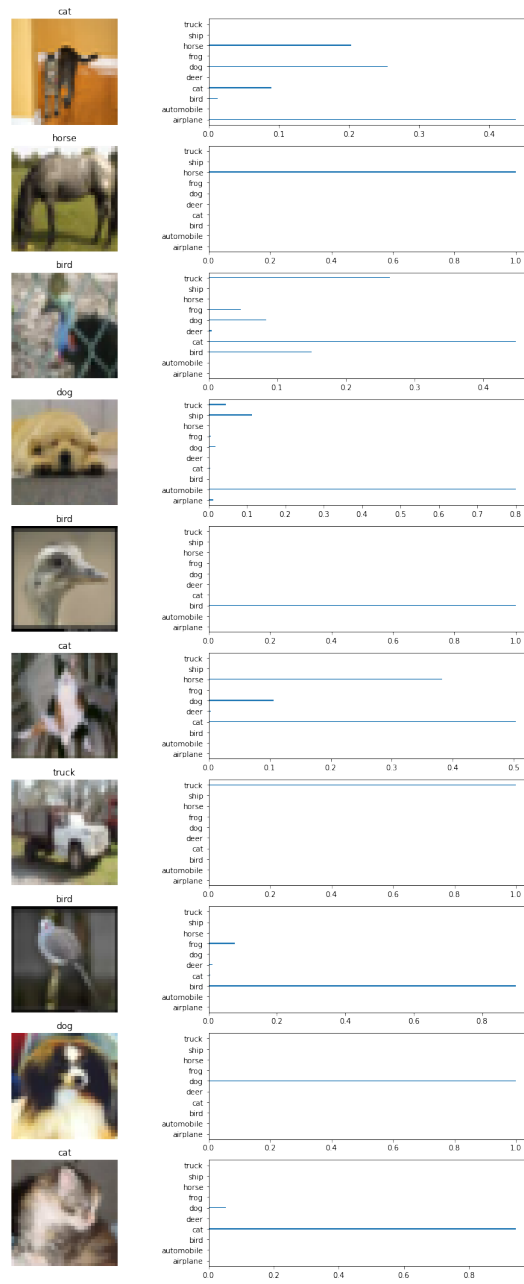 cat
truck
ship
horse
frog
dog
deer
cat
bird
automobile
airplane
0.0 0.1 0.2 0.3 0.4
horse
truck
ship
horse
frog
dog
deer
cat
bird
automobile
airplane
0.0 0.2 0.4 0.6 0.8 1.0
bird
truck
ship
horse
frog
dog
deer
cat
bird
automobile
airplane
0.0 0.1 0.2 0.3 0.4
dog
truck
ship
horse
frog
dog
deer
cat
bird
automobile
airplane
0.0 0.1 0.2 0.3 0.4 0.5 0.6 0.7 0.8
bird
truck
ship
horse
frog
dog
deer
cat
bird
automobile
airplane
0.0 0.2 0.4 0.6 0.8 1.0
cat
truck
ship
horse
frog
dog
deer
cat
bird
automobile
airplane
0.0 0.1 0.2 0.3 0.4 0.5
truck
truck
ship
horse
frog
dog
deer
cat
bird
automobile
airplane
0.0 0.2 0.4 0.6 0.8 1.0
bird
truck
ship
horse
frog
dog
deer
cat
bird
automobile
airplane
0.0 0.2 0.4 0.6 0.8
dog
truck
ship
horse
frog
dog
deer
cat
bird
automobile
airplane
0.0 0.2 0.4 0.6 0.8 1.0
cat
truck
ship
horse
frog
dog
deer
cat
bird
automobile
airplane
0.0 0.2 0.4 0.6 0.8